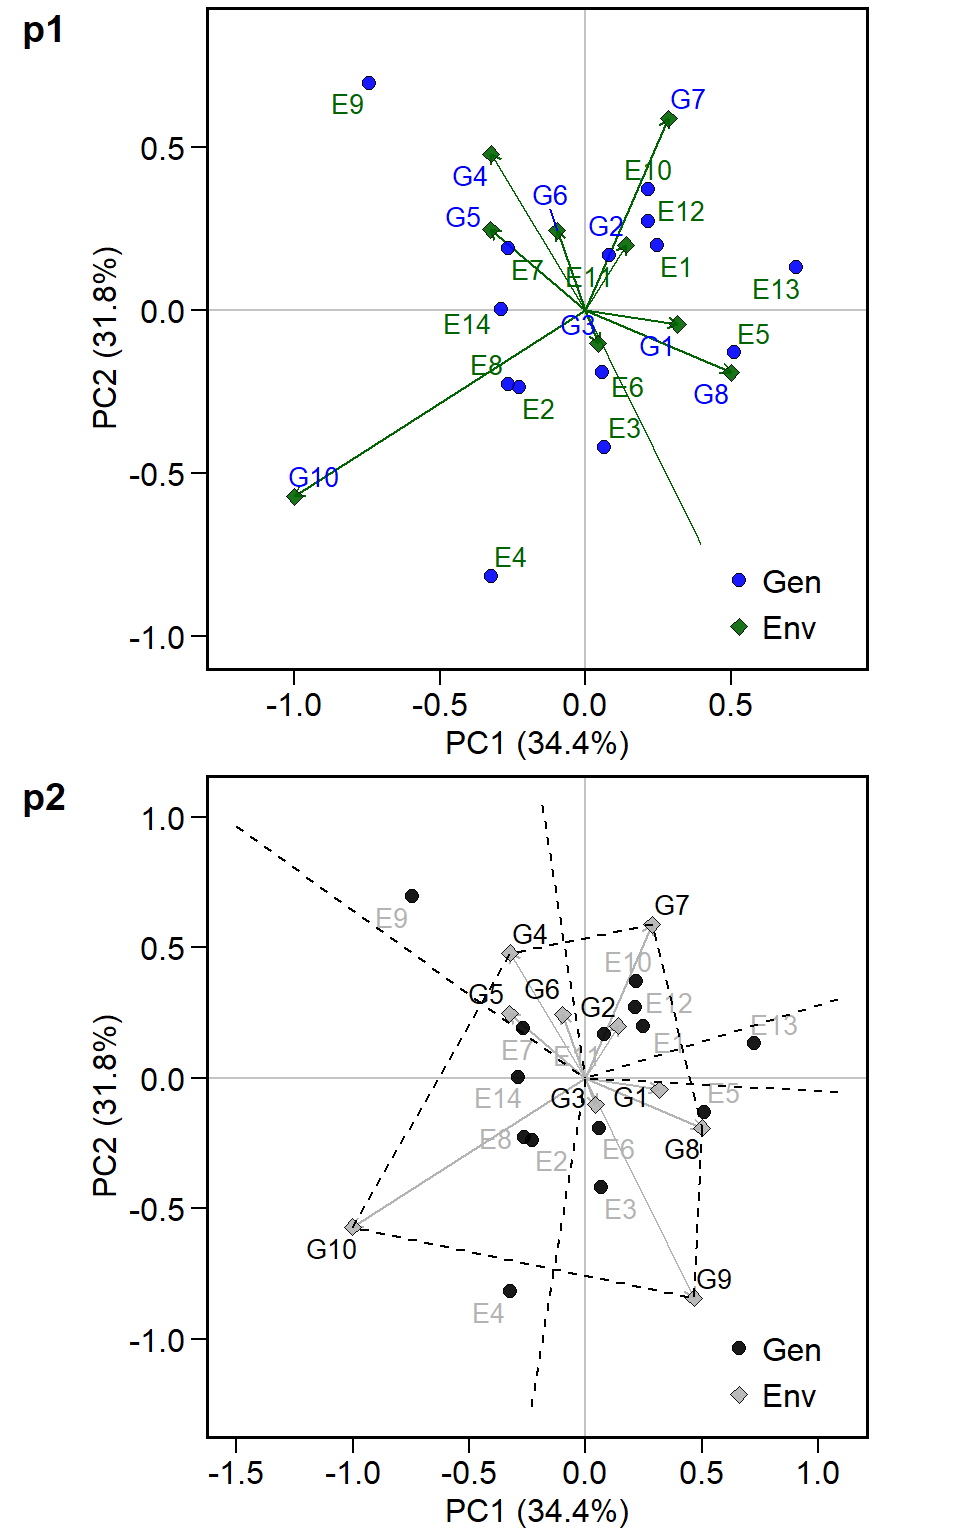 p1
E9
G7
0.5
G4
E10
G6
G5
G2
E12
E7
E11
E1
E13
0.0
E14
G3
G1
E5
E8
G8
E2
E6
E3
-0.5
G10
E4
Gen
Env
-1.0
PC2 (31.8%)
-1.0 -0.5 0.0 0.5
PC1 (34.4%)
p2
1.0
E9
G7
G4
0.5
E10
G5
G6
G2
E12
E13
E7
E11
E1
0.0
E14
G3
G1
E5
E8
E2
E6
G8
-0.5
E3
G10
G9
E4
-1.0
Gen
Env
PC2 (31.8%)
-1.5 -1.0 -0.5 0.0 0.5 1.0
PC1 (34.4%)